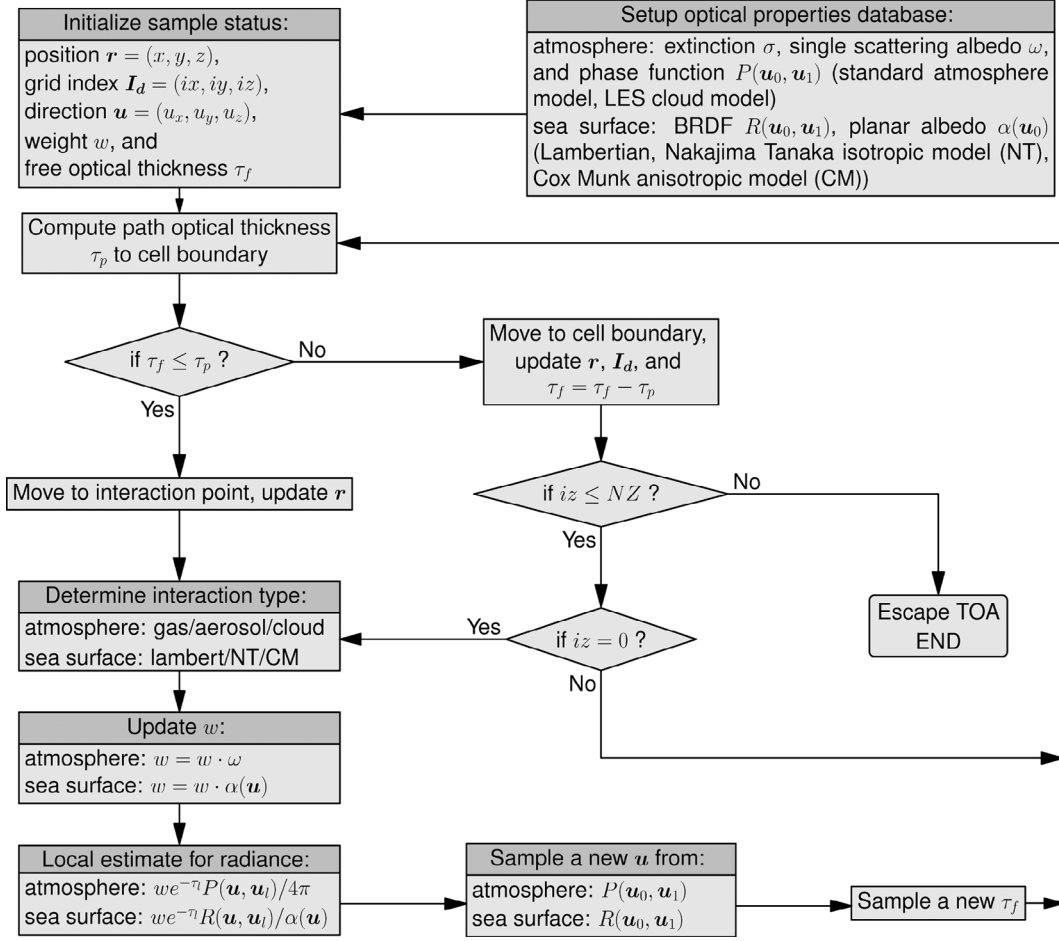 Initialize sample status:
position r = (x, y, z),
grid index I_d = (ix, iy, iz),
direction u = (u_x, u_y, u_z),
weight w, and
free optical thickness τ_f
Setup optical properties database:
atmosphere: extinction σ, single scattering albedo ω,
and phase function P(u_0, u_1) (standard atmosphere
model, LES cloud model)
sea surface: BRDF R(u_0, u_1), planar albedo α(u_0)
(Lambertian, Nakajima Tanaka isotropic model (NT),
Cox Munk anisotropic model (CM))
Compute path optical thickness
τ_p to cell boundary
if τ_f ≤ τ_p ?
No
Yes
Move to cell boundary,
update r, I_d, and
τ_f = τ_f − τ_p
Move to interaction point, update r
if iz ≤ NZ ?
No
Yes
Escape TOA
END
Determine interaction type:
atmosphere: gas/aerosol/cloud
sea surface: lambert/NT/CM
if iz = 0 ?
Yes
No
Update w:
atmosphere: w = w · ω
sea surface: w = w · α(u)
Local estimate for radiance:
atmosphere: we^{−τ_l} P(u, u_l)/4π
sea surface: we^{−τ_l} R(u, u_l)/α(u)
Sample a new u from:
atmosphere: P(u_0, u_1)
sea surface: R(u_0, u_1)
Sample a new τ_f